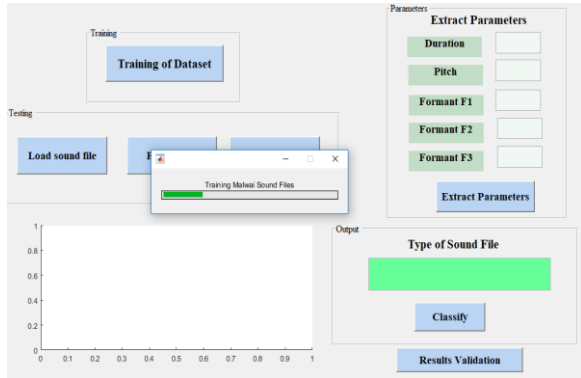 Training
Training of Dataset
Testing
Load sound file
Training Malwai Sound Files
Parameters
Extract Parameters
Duration
Pitch
Formant F1
Formant F2
Formant F3
Extract Parameters
1
0.8
0.6
0.4
0.2
0
0 0.1 0.2 0.3 0.4 0.5 0.6 0.7 0.8 0.9 1
Output
Type of Sound File
Classify
Results Validation